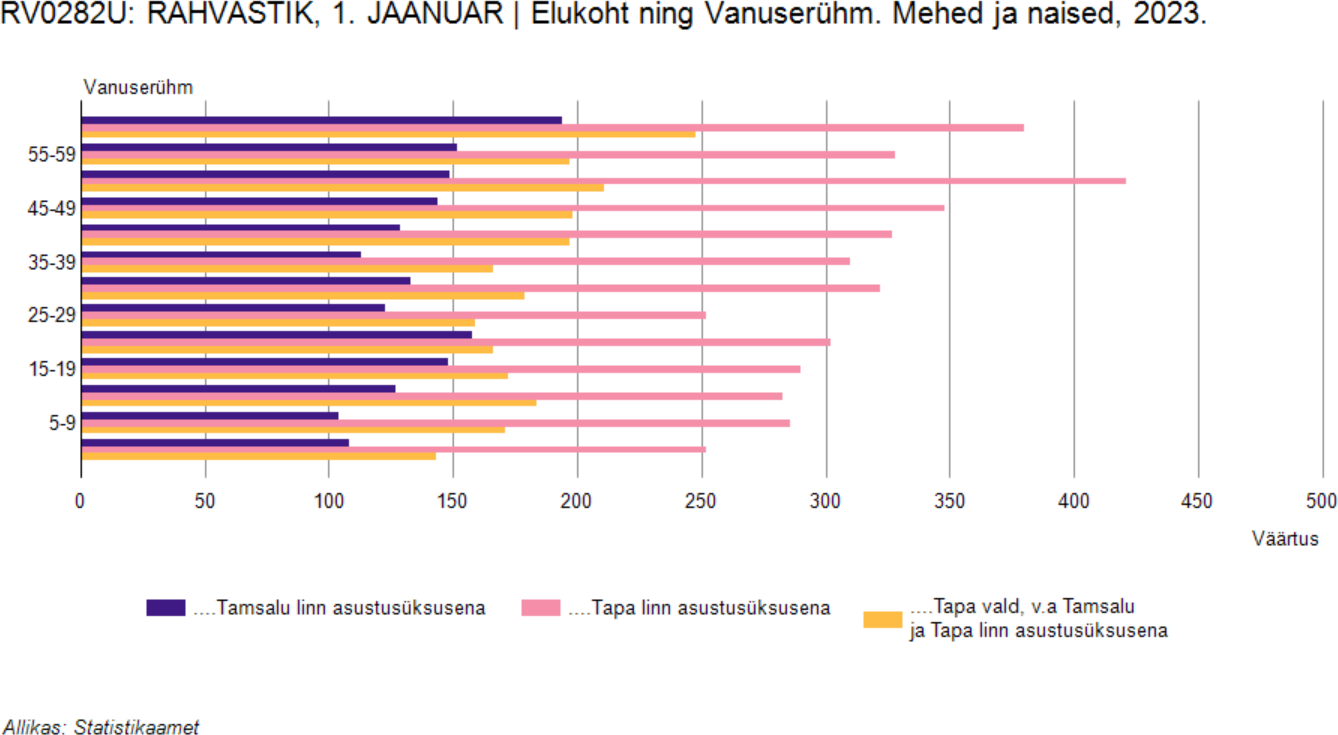 RV0282U: RAHVASTIK, 1. JAANUAR | Elukoht ning Vanuserühm. Mehed ja naised, 2023.
Vanuserühm
55-59
45-49
35-39
25-29
15-19
5-9
0 50 100 150 200 250 300 350 400 450 500
Väärtus
....Tamsalu linn asustusüksusena
....Tapa linn asustusüksusena
....Tapa vald, v.a Tamsalu
ja Tapa linn asustusüksusena
Allikas: Statistikaamet